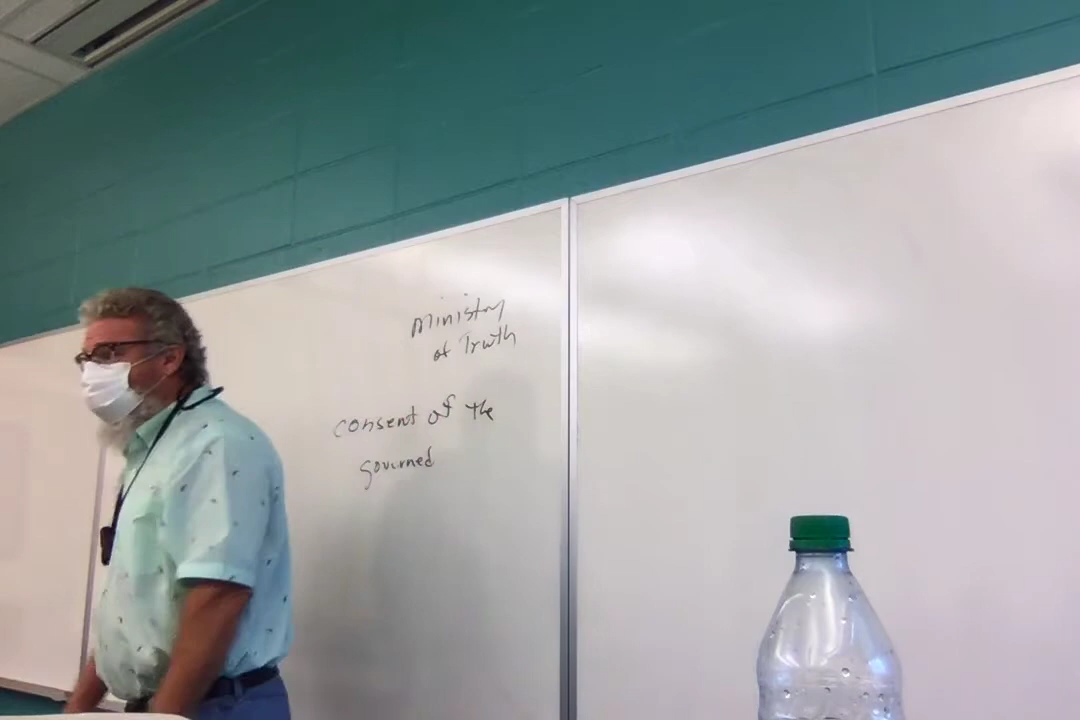 Ministry
of Truth
consent of the
governed